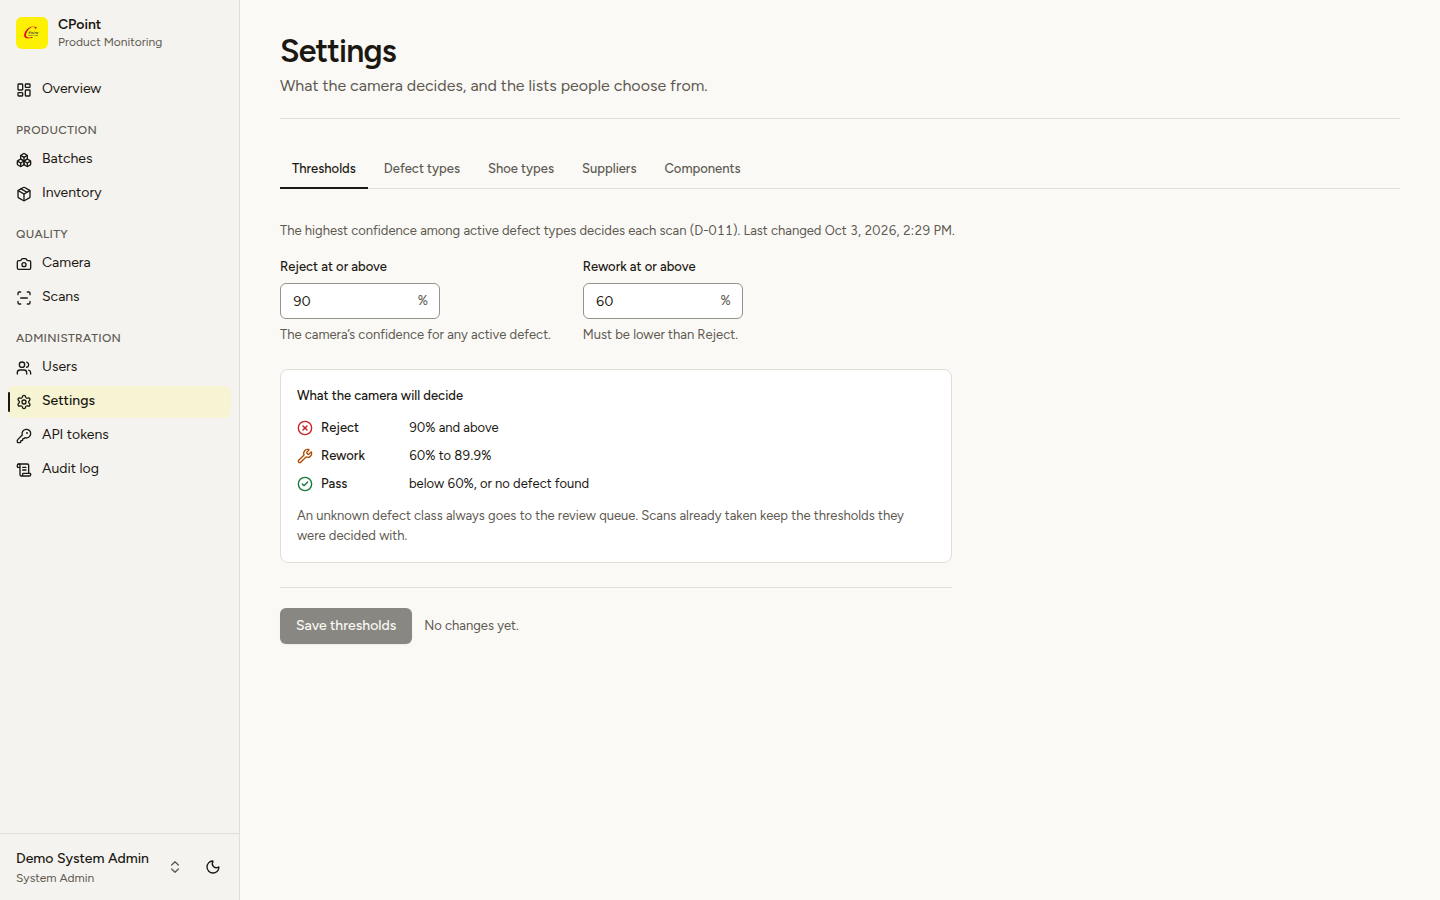 CPoint
Product Monitoring
Overview
PRODUCTION
Batches
Inventory
QUALITY
Camera
Scans
ADMINISTRATION
Users
Settings
API tokens
Audit log
Demo System Admin
System Admin
Settings
What the camera decides, and the lists people choose from.
Thresholds Defect types Shoe types Suppliers Components
The highest confidence among active defect types decides each scan (D-011). Last changed Oct 3, 2026, 2:29 PM.
Reject at or above Rework at or above
90 % 60 %
The camera's confidence for any active defect. Must be lower than Reject.
What the camera will decide
Reject 90% and above
Rework 60% to 89.9%
Pass below 60%, or no defect found
An unknown defect class always goes to the review queue. Scans already taken keep the thresholds they
were decided with.
Save thresholds No changes yet.